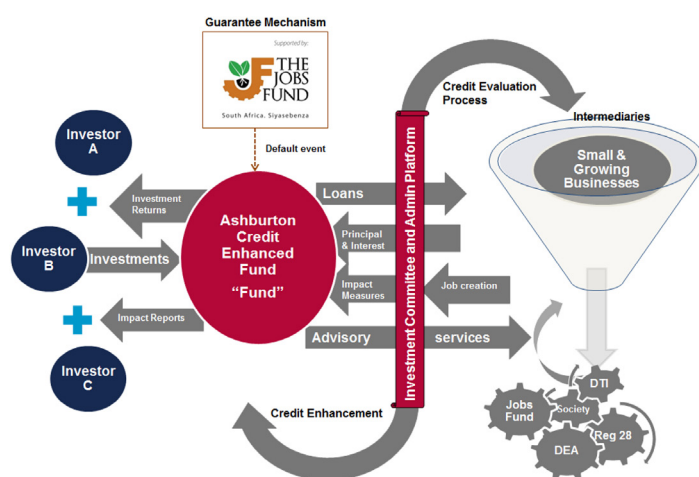 Guarantee Mechanism
Supported by:
JF
THE
JOBS
FUND
South Africa. Siyasebenza
Default event
Credit Evaluation
Process
Intermediaries
Small &
Growing
Businesses
Investor
A
Investment
Returns
Investor
B
Investments
Impact Reports
Investor
C
Ashburton
Credit
Enhanced
Fund
“Fund”
Loans
Principal
& Interest
Impact
Measures
Job creation
Advisory services
Investment Committee and Admin Platform
Credit Enhancement
DTI
Jobs
Fund
Society
Reg 28
DEA